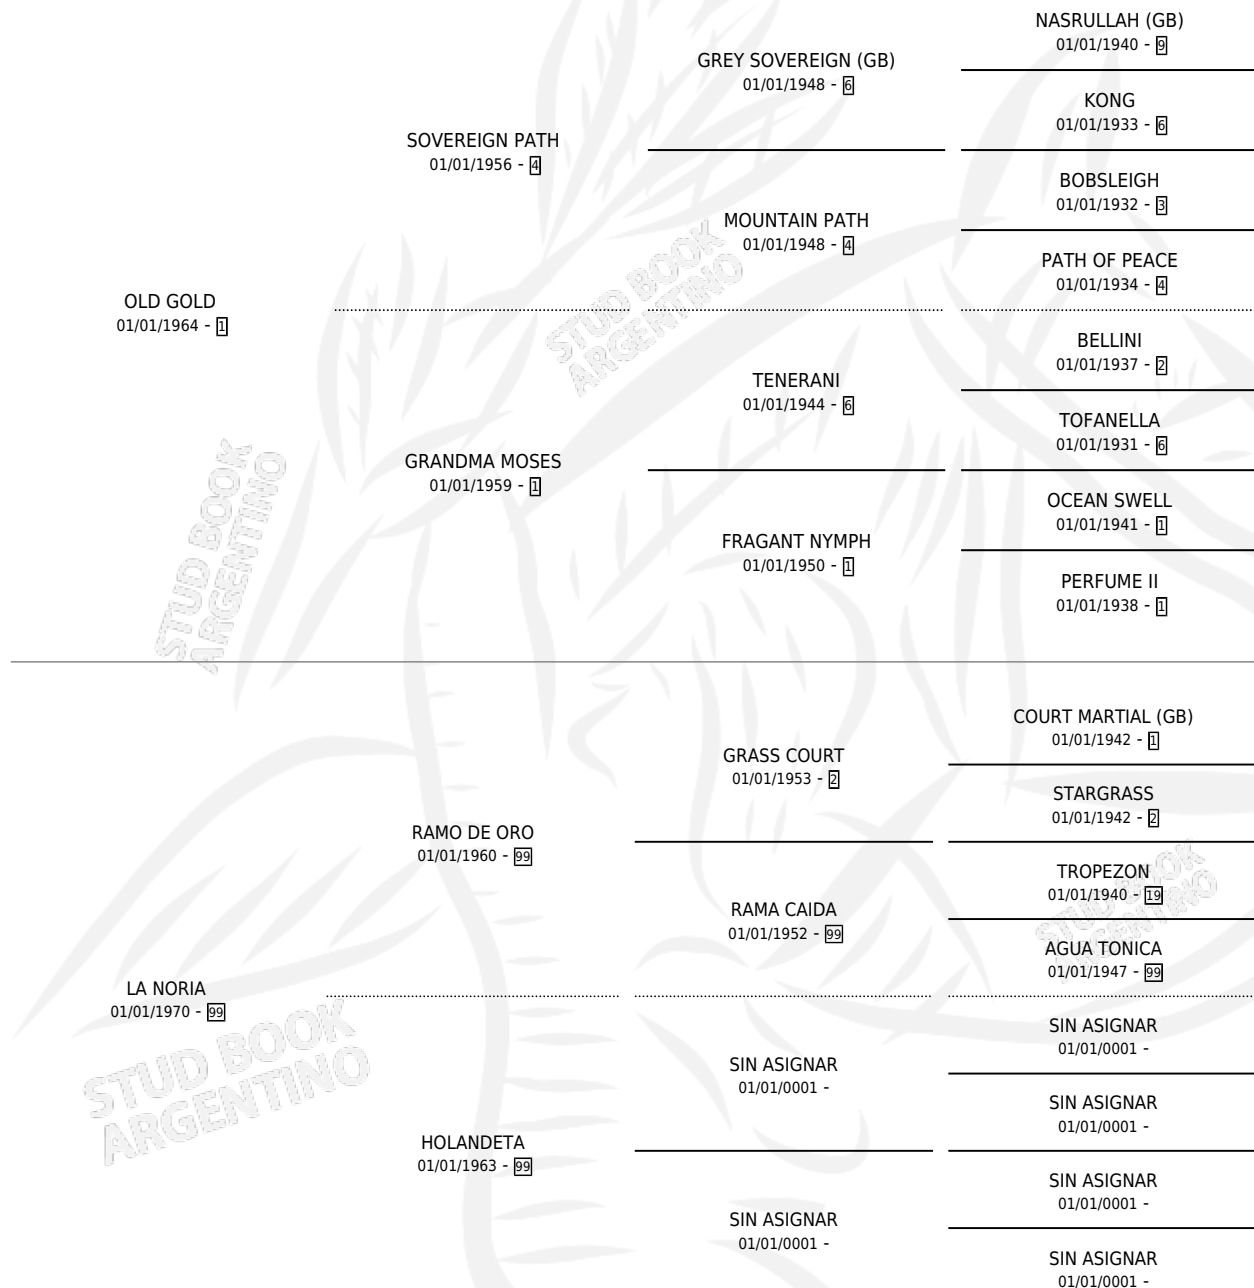 NASRULLAH (GB)
01/01/1940 - 9
GREY SOVEREIGN (GB)
01/01/1948 - 6
KONG
01/01/1933 - 6
SOVEREIGN PATH
01/01/1956 - 4
BOBSLEIGH
01/01/1932 - 3
MOUNTAIN PATH
01/01/1948 - 4
PATH OF PEACE
01/01/1934 - 4
OLD GOLD
01/01/1964 - 1
BELLINI
01/01/1937 - 2
TENERANI
01/01/1944 - 6
TOFANELLA
01/01/1931 - 6
GRANDMA MOSES
01/01/1959 - 1
OCEAN SWELL
01/01/1941 - 1
FRAGANT NYMPH
01/01/1950 - 1
PERFUME II
01/01/1938 - 1
STUD BOOK
ARGENTINO
STUD BOOK
ARGENTINO
COURT MARTIAL (GB)
01/01/1942 - 1
GRASS COURT
01/01/1953 - 2
STARGRASS
01/01/1942 - 2
RAMO DE ORO
01/01/1960 - 99
TROPEZON
01/01/1940 - 19
RAMA CAIDA
01/01/1952 - 99
AGUA TONICA
01/01/1947 - 99
LA NORIA
01/01/1970 - 99
SIN ASIGNAR
01/01/0001 -
SIN ASIGNAR
01/01/0001 -
SIN ASIGNAR
01/01/0001 -
HOLANDETA
01/01/1963 - 99
SIN ASIGNAR
01/01/0001 -
SIN ASIGNAR
01/01/0001 -
SIN ASIGNAR
01/01/0001 -
STUD BOOK
ARGENTINO
STUD BOOK
ARGENTINO